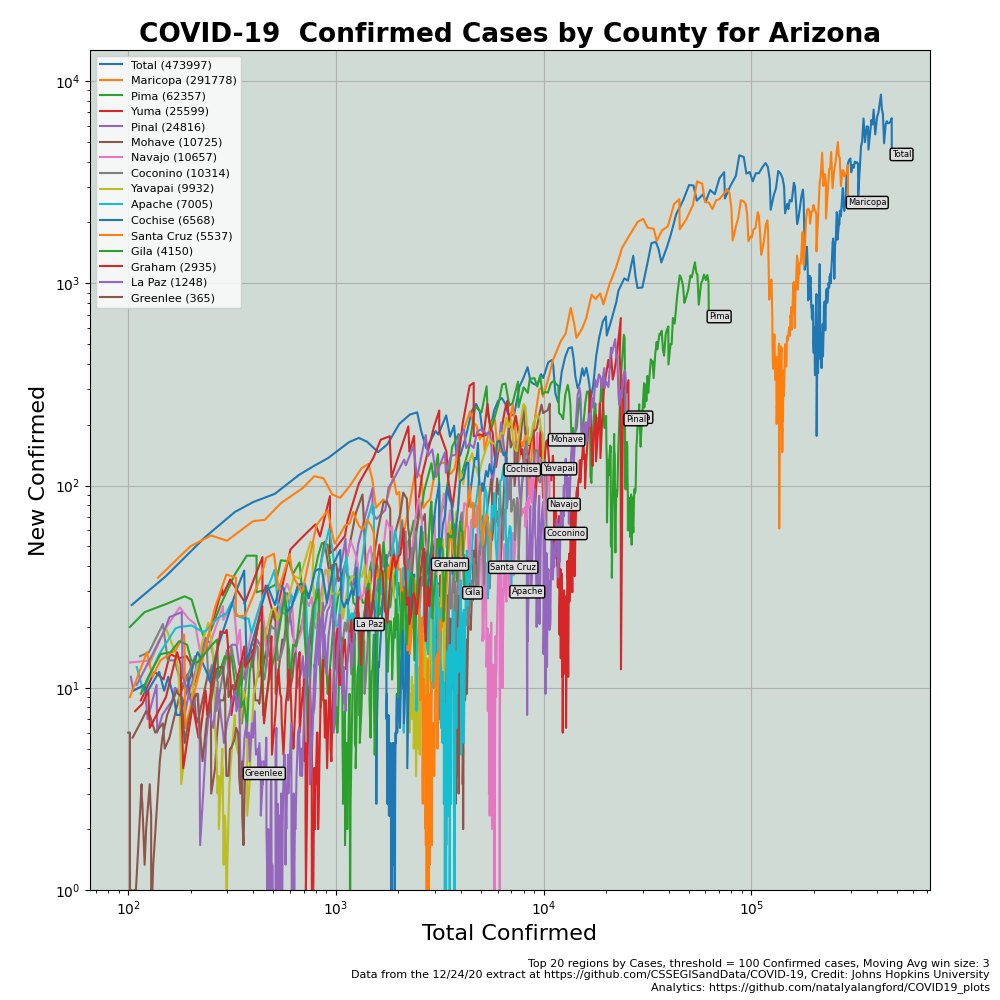 COVID-19  Confirmed Cases by County for Arizona
Total (473997)
Maricopa (291778)
Pima (62357)
Yuma (25599)
Pinal (24816)
Mohave (10725)
Navajo (10657)
Coconino (10314)
Yavapai (9932)
Apache (7005)
Cochise (6568)
Santa Cruz (5537)
Gila (4150)
Graham (2935)
La Paz (1248)
Greenlee (365)
10⁴
10³
10²
10¹
10⁰
New Confirmed
Total
Maricopa
Pima
Pinal
Mohave
Cochise
Yavapai
Navajo
Coconino
Graham
Santa Cruz
Gila
Apache
La Paz
Greenlee
10²
10³
10⁴
10⁵
Total Confirmed
Top 20 regions by Cases, threshold = 100 Confirmed cases, Moving Avg win size: 3
Data from the 12/24/20 extract at https://github.com/CSSEGISandData/COVID-19, Credit: Johns Hopkins University
Analytics: https://github.com/natalyalangford/COVID19_plots